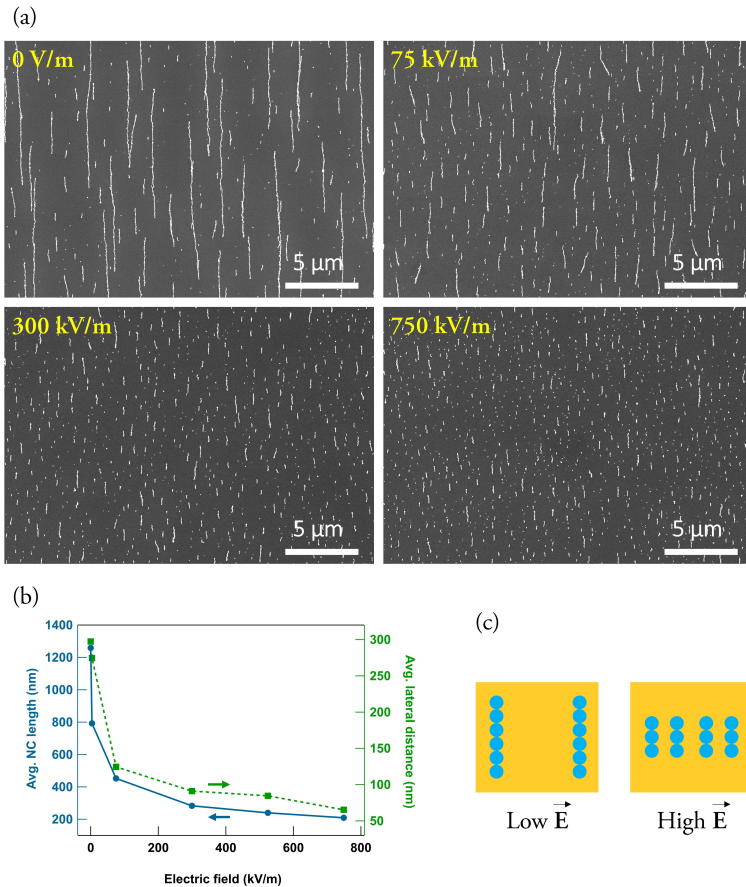 (a)
0 V/m
75 kV/m
5 μm
5 μm
300 kV/m
750 kV/m
5 μm
5 μm
(b)
1400
1200
1000
800
600
400
200
Avg. NC length (nm)
300
250
200
150
100
50
Avg. lateral distance (nm)
0
200
400
600
800
Electric field (kV/m)
(c)
Low E
High E